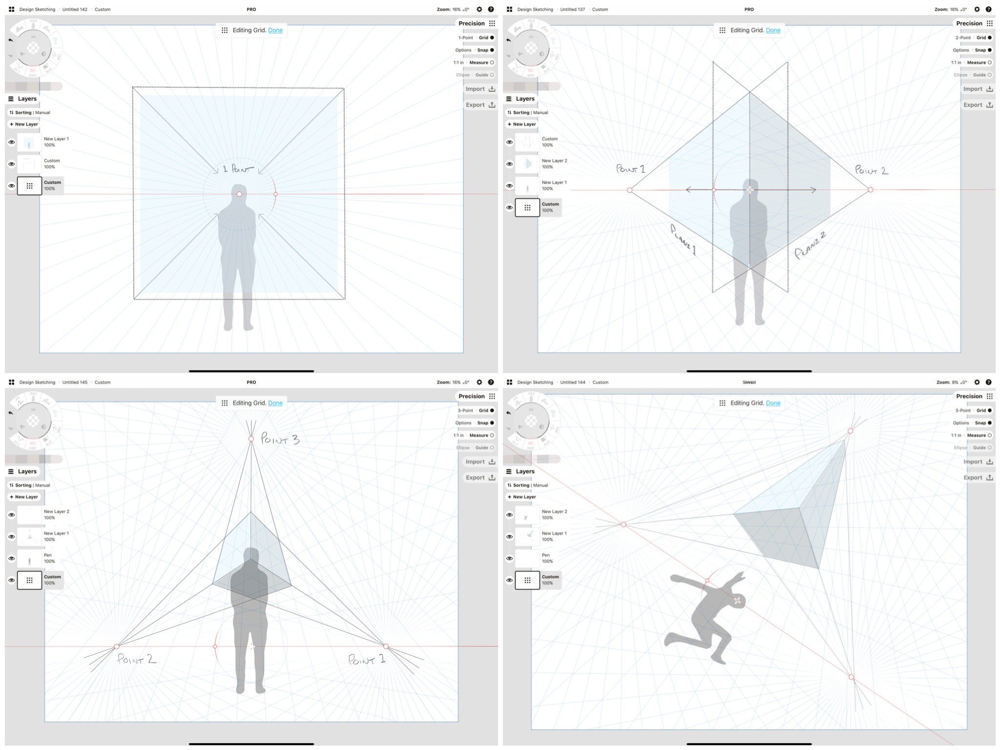 Design Sketching › Untitled 142 › Custom
PRO
Zoom: 16% 0°
Editing Grid. Done
Precision
1-Point ‹ Grid
Options ‹ Snap
1:1 in ‹ Measure
Ellipse ‹ Guide
Import
Export
Layers
Sorting | Manual
+ New Layer
New Layer 1
100%
Custom
100%
Custom
100%
1 POINT
Design Sketching › Untitled 137 › Custom
PRO
Zoom: 16% 0°
Editing Grid. Done
Precision
2-Point ‹ Grid
Options ‹ Snap
1:1 in ‹ Measure
Ellipse ‹ Guide
Import
Export
Layers
Sorting | Manual
+ New Layer
Custom
100%
New Layer 2
100%
New Layer 1
100%
Custom
100%
POINT 1
POINT 2
PLANE 1
PLANE 2
Design Sketching › Untitled 145 › Custom
PRO
Zoom: 16% 0°
Editing Grid. Done
Precision
3-Point ‹ Grid
Options ‹ Snap
1:1 in ‹ Measure
Ellipse ‹ Guide
Import
Export
Layers
Sorting | Manual
+ New Layer
New Layer 2
100%
New Layer 1
100%
Pen
100%
Custom
100%
POINT 3
POINT 2
POINT 1
Design Sketching › Untitled 144 › Custom
Saved
Zoom: 8% 0°
Editing Grid. Done
Precision
3-Point ‹ Grid
Options ‹ Snap
1:1 in ‹ Measure
Ellipse ‹ Guide
Import
Export
Layers
Sorting | Manual
+ New Layer
New Layer 2
100%
New Layer 1
100%
Pen
100%
Custom
100%